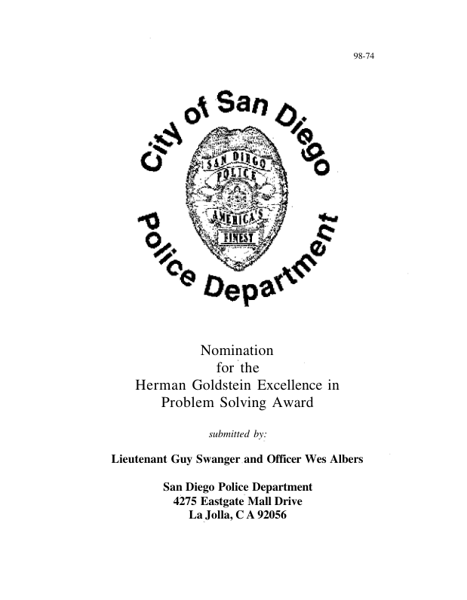 98-74
City of San Diego
SAN DIEGO
POLICE
AMERICA'S
FINEST
Police Department
Nomination
for the
Herman Goldstein Excellence in
Problem Solving Award
submitted by:
Lieutenant Guy Swanger and Officer Wes Albers
San Diego Police Department
4275 Eastgate Mall Drive
La Jolla, C A 92056